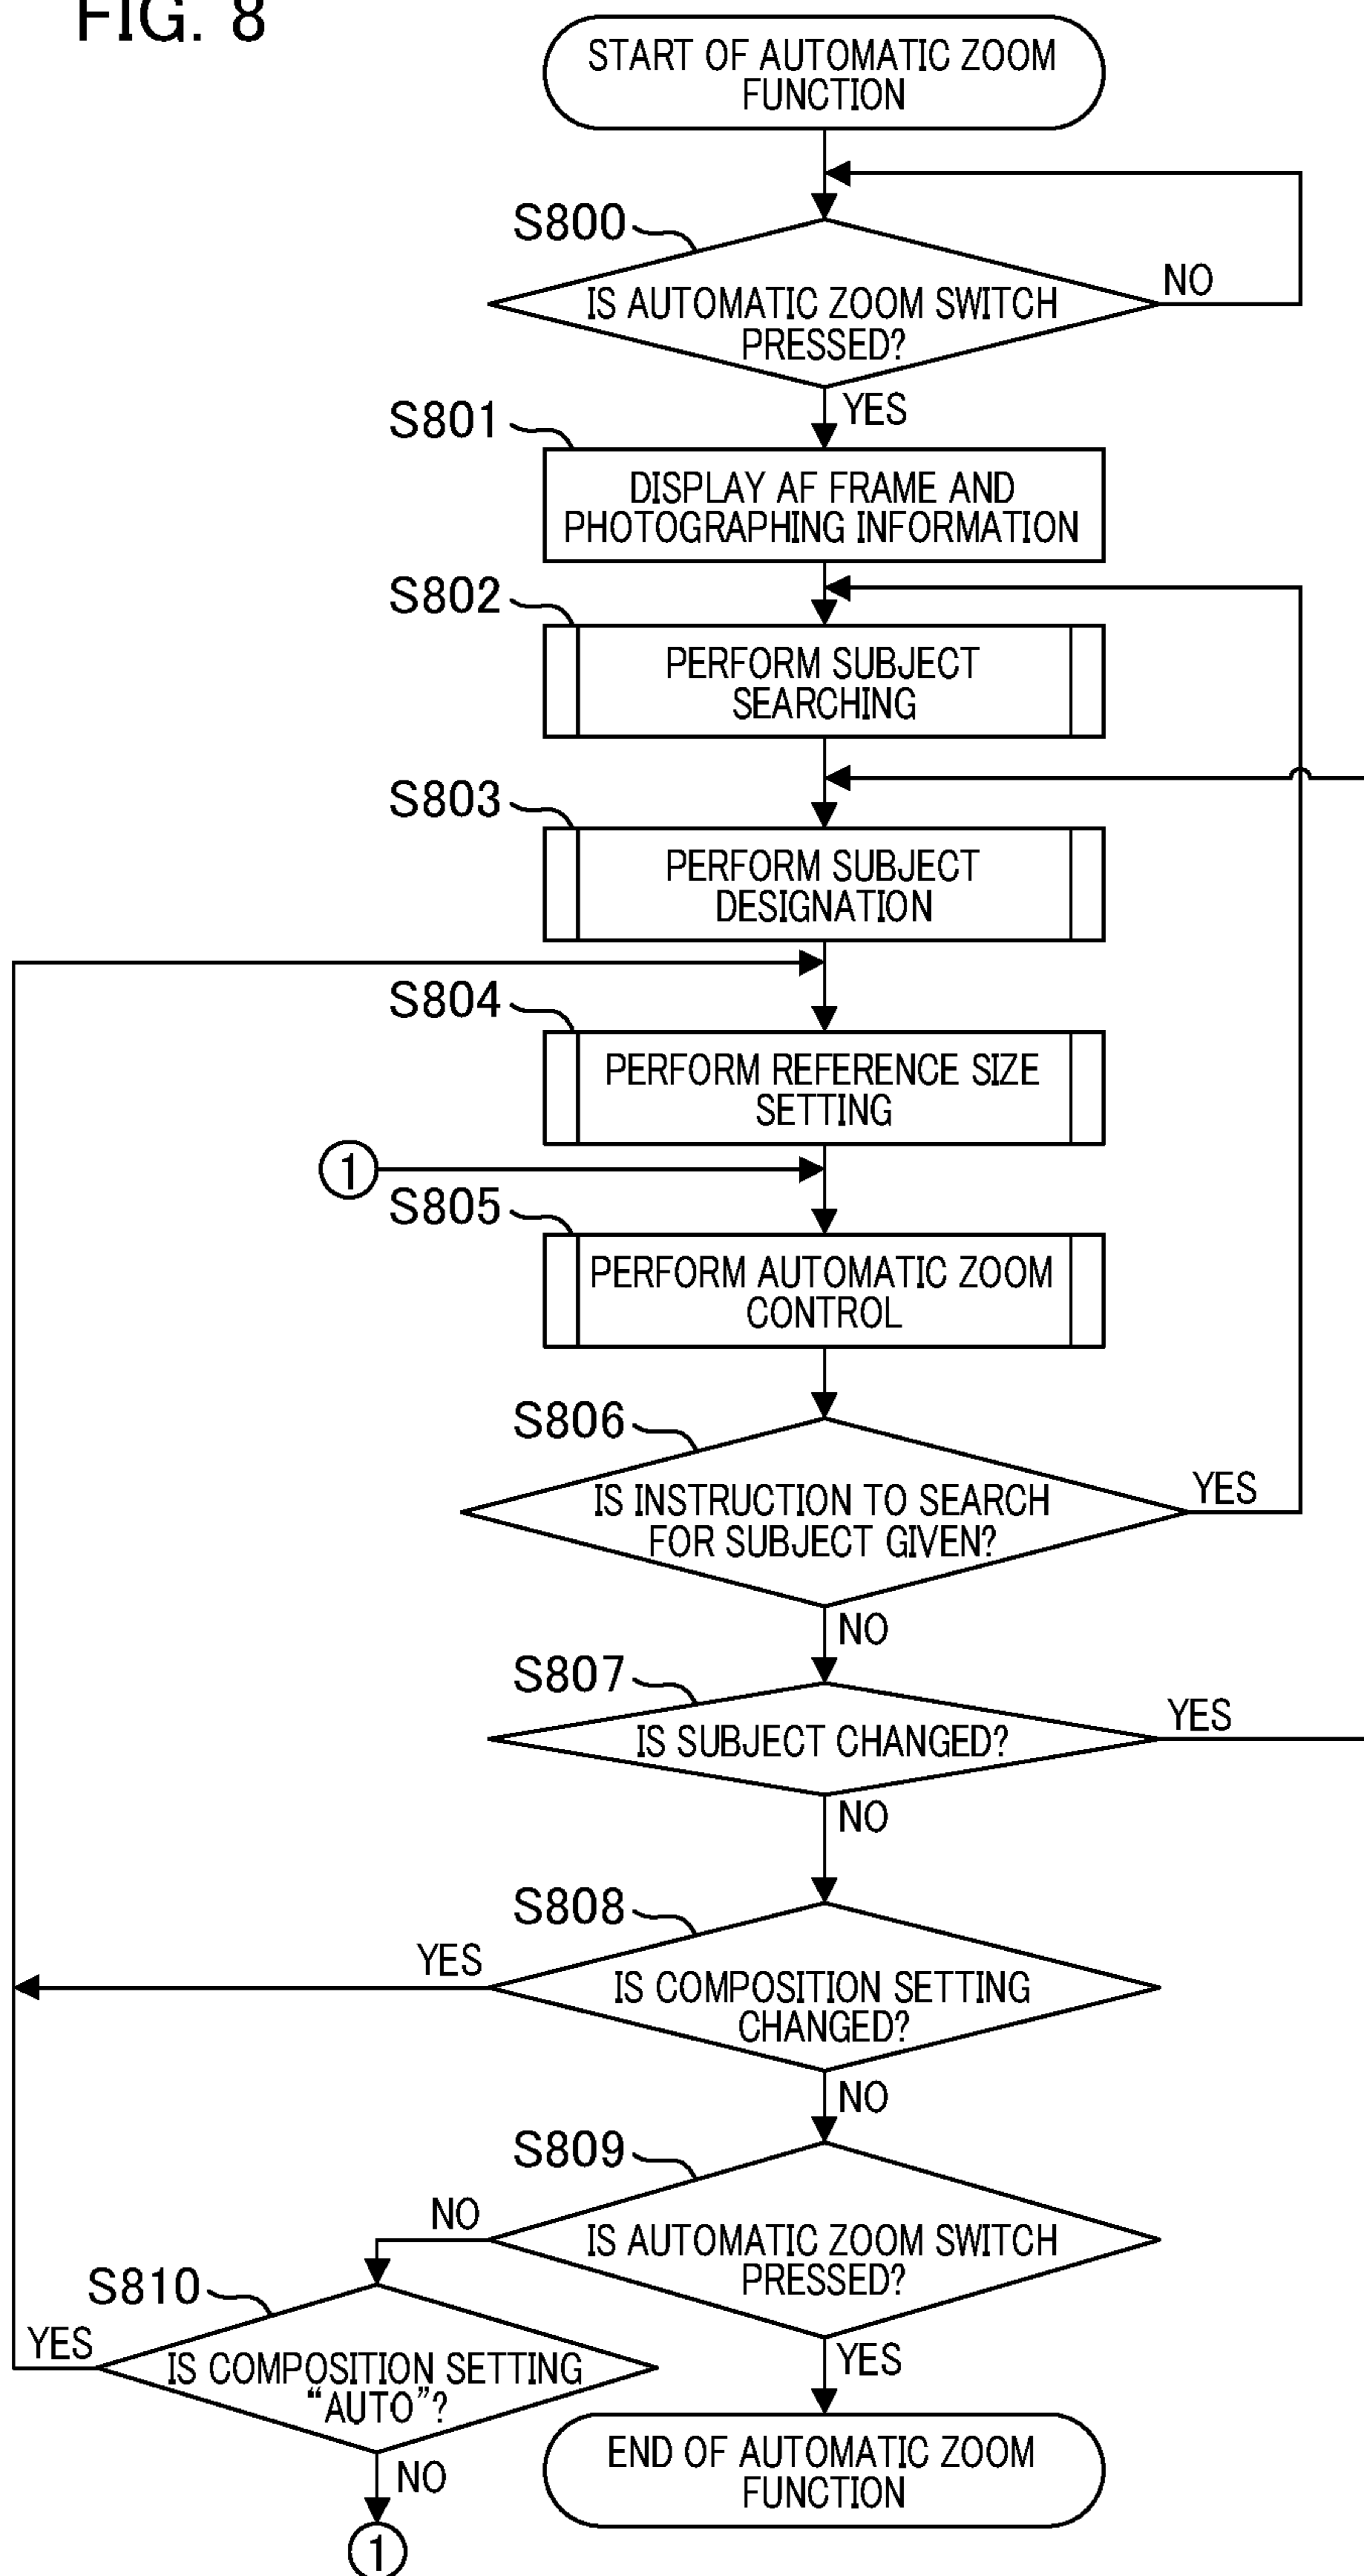 FIG. 8
START OF AUTOMATIC ZOOM
FUNCTION
S800
IS AUTOMATIC ZOOM SWITCH
PRESSED?
NO
YES
S801
DISPLAY AF FRAME AND
PHOTOGRAPHING INFORMATION
S802
PERFORM SUBJECT
SEARCHING
S803
PERFORM SUBJECT
DESIGNATION
S804
PERFORM REFERENCE SIZE
SETTING
1
S805
PERFORM AUTOMATIC ZOOM
CONTROL
S806
IS INSTRUCTION TO SEARCH
FOR SUBJECT GIVEN?
YES
NO
S807
IS SUBJECT CHANGED?
YES
NO
S808
YES
IS COMPOSITION SETTING
CHANGED?
NO
S809
NO
IS AUTOMATIC ZOOM SWITCH
PRESSED?
YES
S810
YES
IS COMPOSITION SETTING
“AUTO”?
NO
1
END OF AUTOMATIC ZOOM
FUNCTION